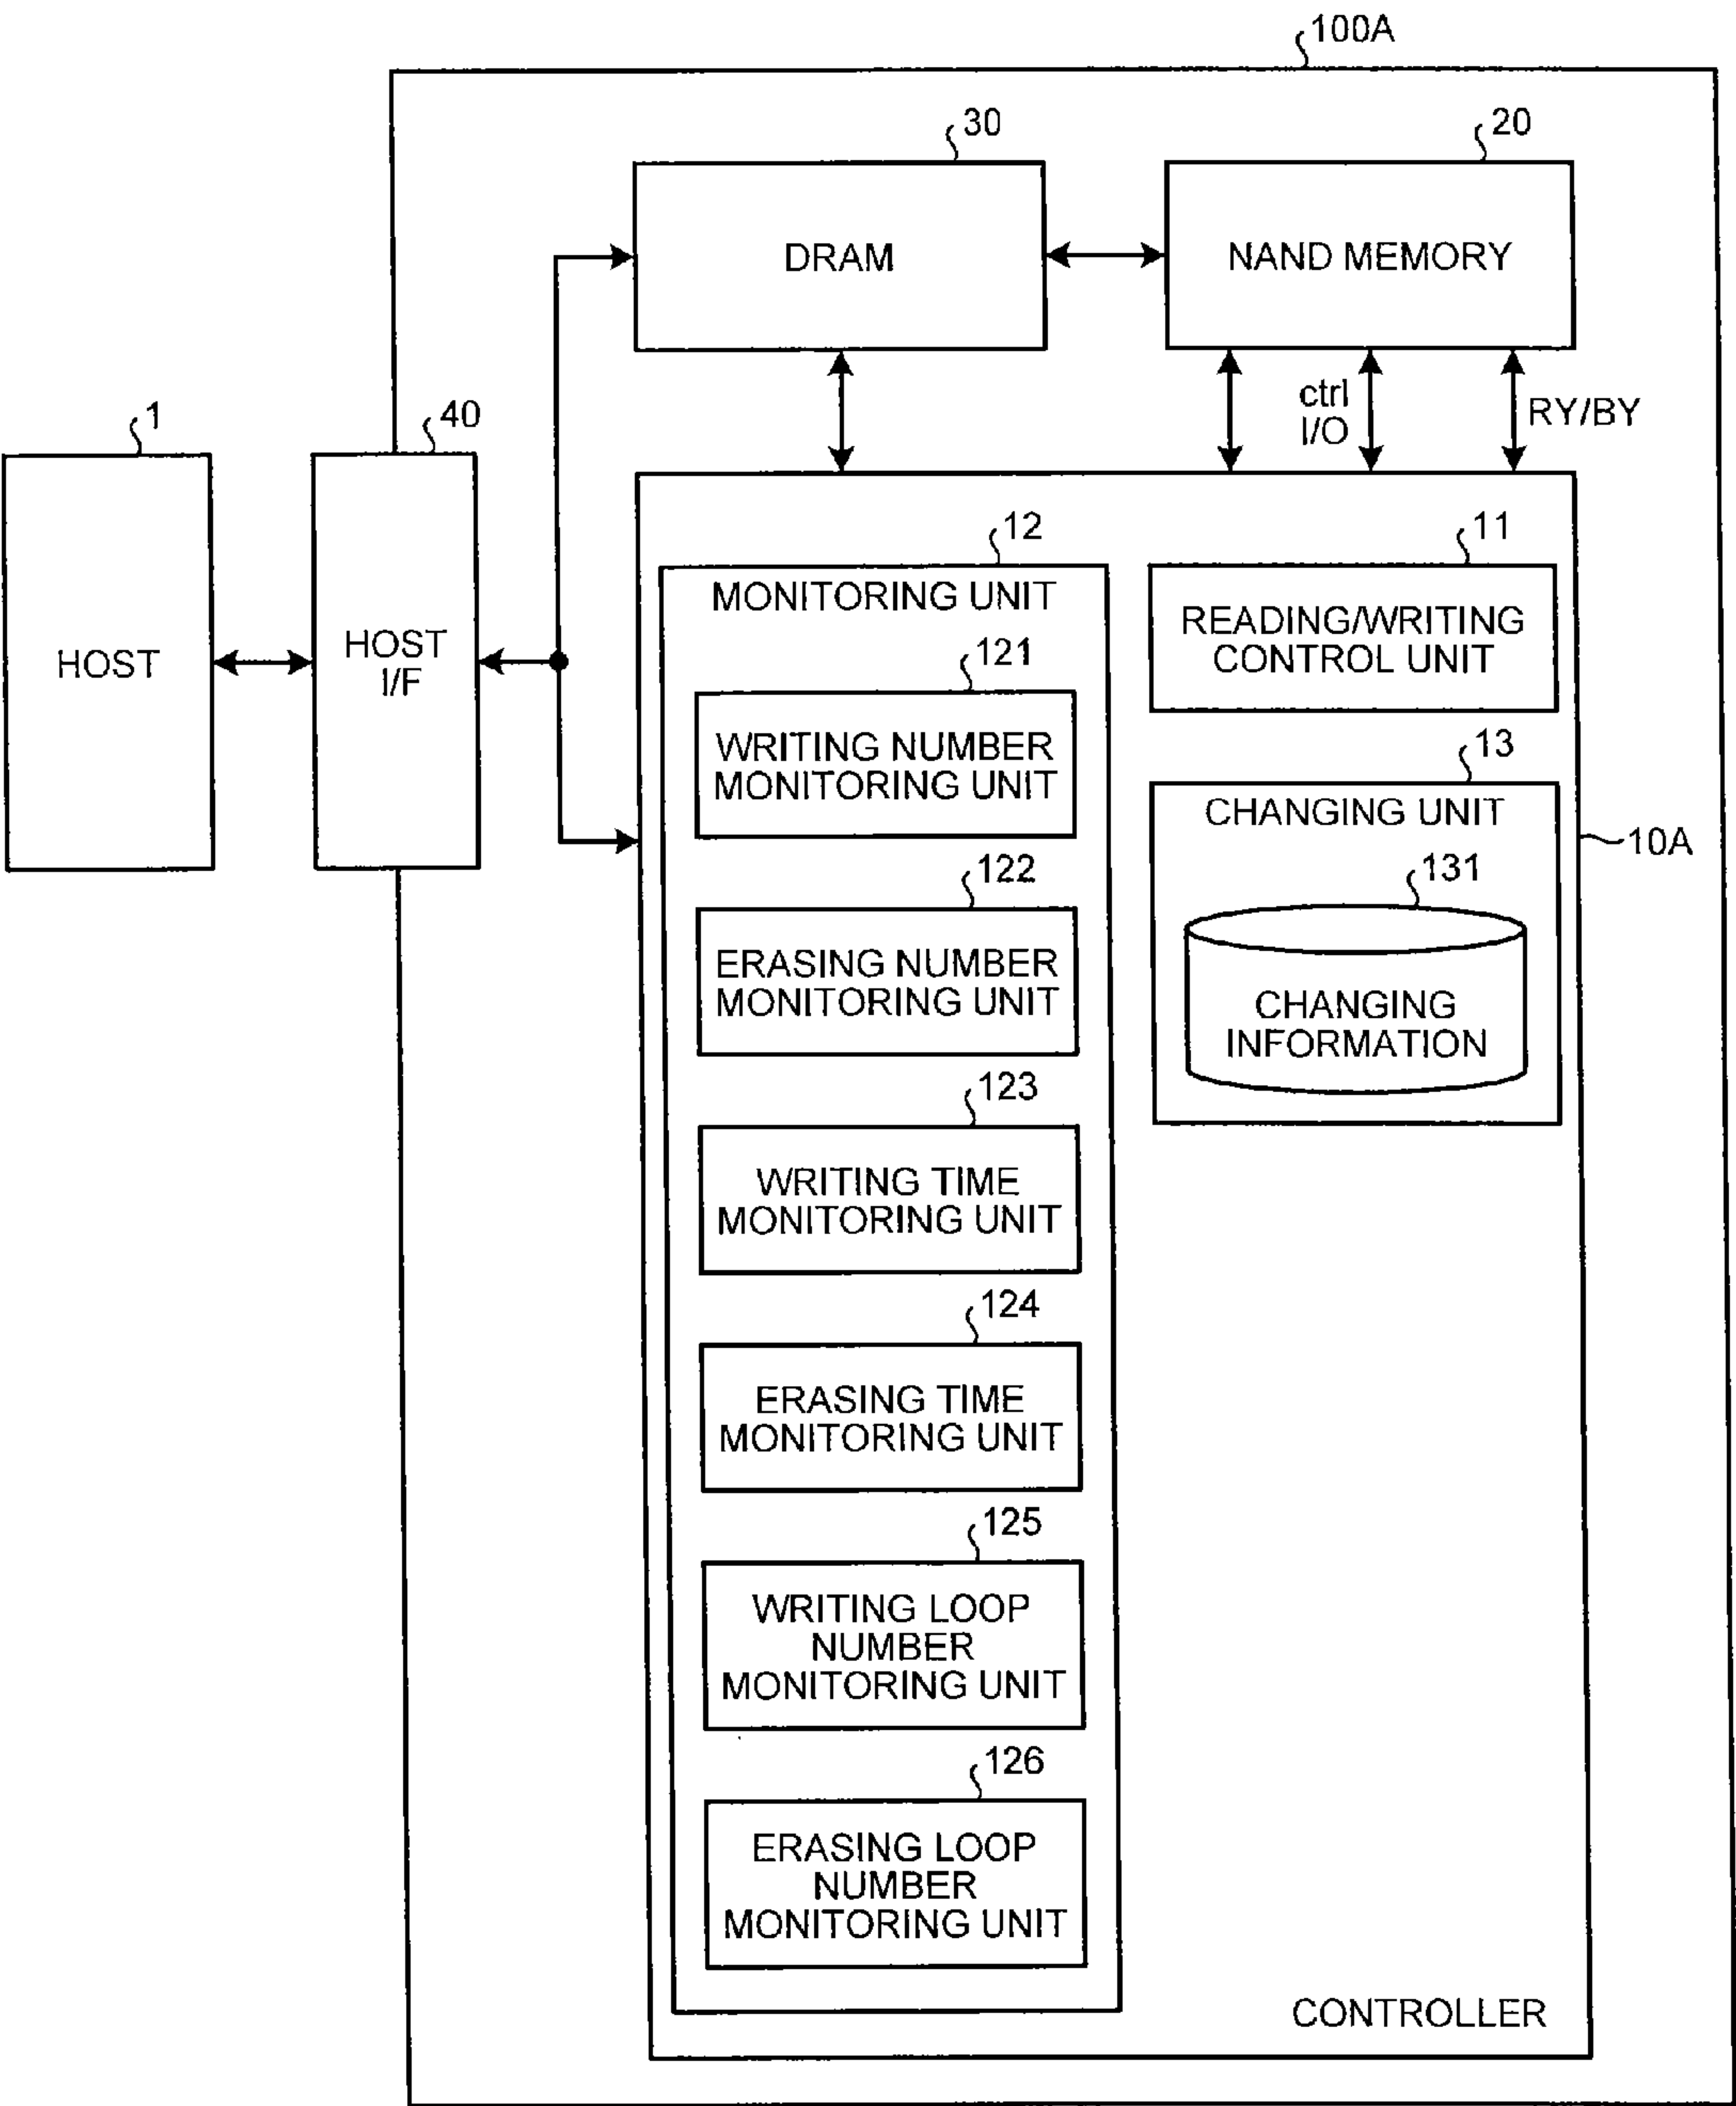 100A
30
20
DRAM
NAND MEMORY
ctrl
I/O
RY/BY
1
40
HOST
HOST
I/F
12
11
MONITORING UNIT
READING/WRITING
CONTROL UNIT
121
WRITING NUMBER
MONITORING UNIT
13
CHANGING UNIT
10A
131
CHANGING
INFORMATION
122
ERASING NUMBER
MONITORING UNIT
123
WRITING TIME
MONITORING UNIT
124
ERASING TIME
MONITORING UNIT
125
WRITING LOOP
NUMBER
MONITORING UNIT
126
ERASING LOOP
NUMBER
MONITORING UNIT
CONTROLLER